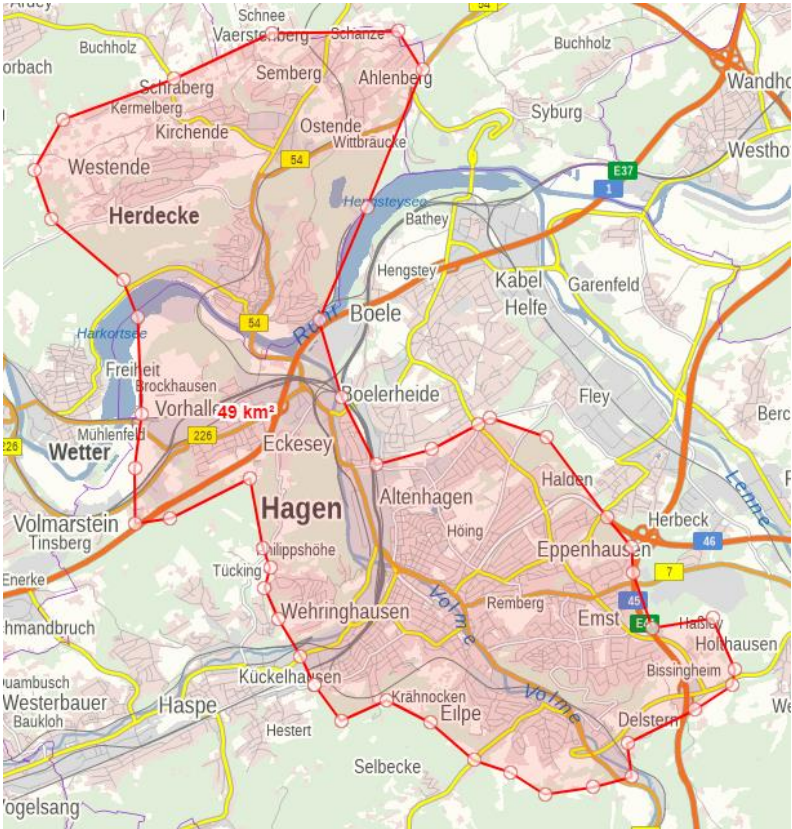 Ardey
Schnee
54
Vaerstenberg
Schanze
Buchholz
Buchholz
orbach
Semberg
Ahlenberg
Wandho
Schraberg
Kermelberg
Syburg
Kirchende
Ostende
Wittbräucke
Westho
Westende
54
E37
1
Herdecke
Hengsteysee
Bathey
Hengstey
Kabel
Garenfeld
Helfe
Ruhr
Boele
54
Harkortsee
Freiheit
Brockhausen
Boelerheide
Fley
Vorhalle
49 km²
Berc
Mühlenfeld
226
226
Wetter
Eckesey
Halden
Lenne
Altenhagen
Hagen
Volmarstein
Tinsberg
Höing
Herbeck
46
Philippshöhe
Eppenhausen
Enerke
Tücking
7
Volme
Remberg
45
Wehringhausen
Emst
chmandbruch
Haßley
Holthausen
Bissingheim
Quambusch
Kückelhausen
Westerbauer
Haspe
Krähnocken
Volme
We
Baukloh
Hestert
Eilpe
Delstern
Selbecke
Vogelsang